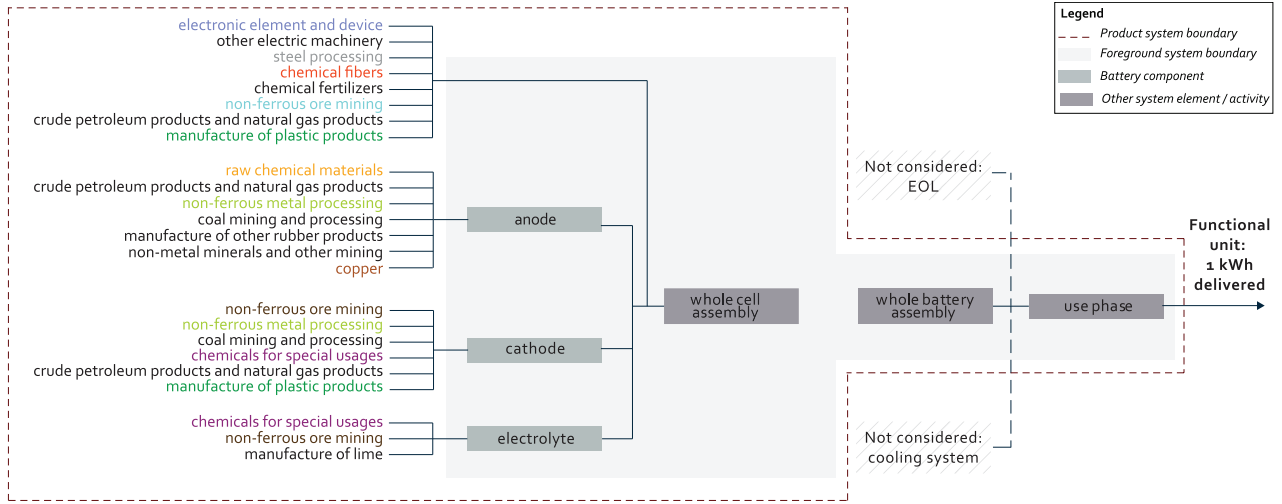 electronic element and device
other electric machinery
steel processing
chemical fibers
chemical fertilizers
non-ferrous ore mining
crude petroleum products and natural gas products
manufacture of plastic products
raw chemical materials
crude petroleum products and natural gas products
non-ferrous metal processing
coal mining and processing
manufacture of other rubber products
non-metal minerals and other mining
copper
non-ferrous ore mining
non-ferrous metal processing
coal mining and processing
chemicals for special usages
crude petroleum products and natural gas products
manufacture of plastic products
chemicals for special usages
non-ferrous ore mining
manufacture of lime
anode
cathode
electrolyte
whole cell
assembly
whole battery
assembly
use phase
Not considered:
EOL
Not considered:
cooling system
Functional
unit:
1 kWh
delivered
Legend
Product system boundary
Foreground system boundary
Battery component
Other system element / activity